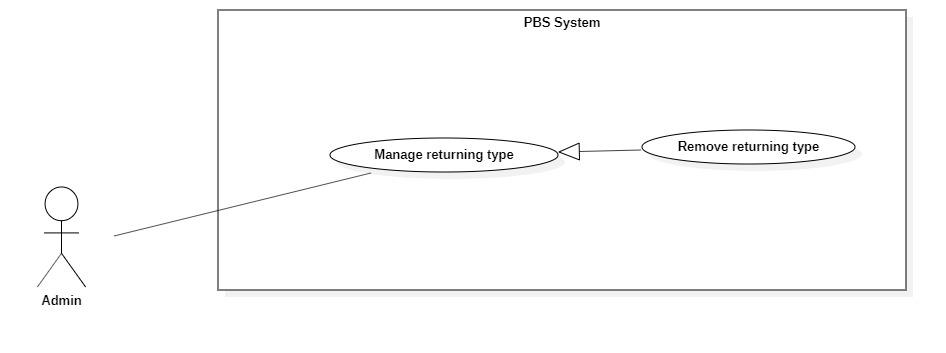 PBS System
Manage returning type
Remove returning type
Admin